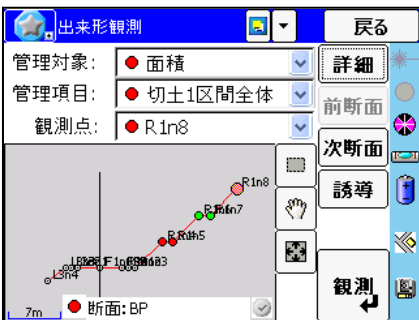 出来形観測
戻る
管理対象: 面積
詳細
管理項目: 切土1区間全体
前断面
観測点: R1n8
次断面
R1n8
誘導
L3n4
7m
断面:BP
観測